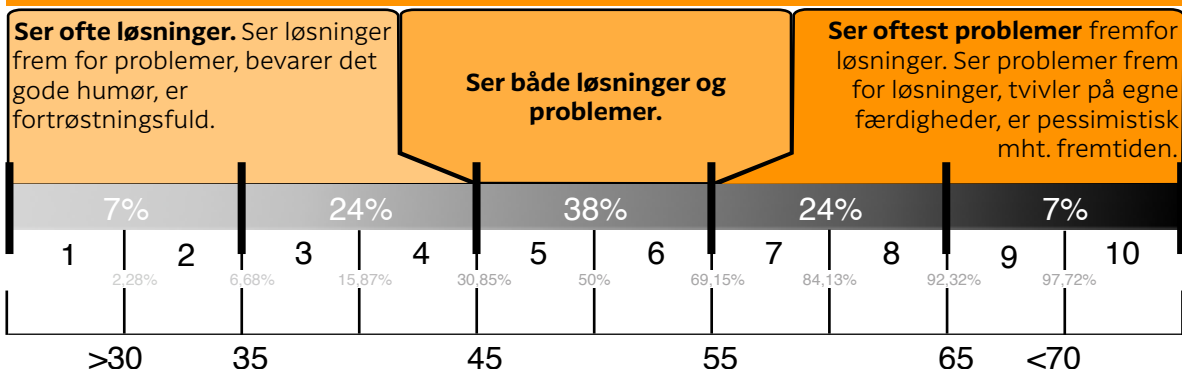 Ser ofte løsninger. Ser løsninger
frem for problemer, bevarer det
gode humør, er
fortrøstningsfuld.
Ser både løsninger og
problemer.
Ser oftest problemer fremfor
løsninger. Ser problemer frem
for løsninger, tvivler på egne
færdigheder, er pessimistisk
mht. fremtiden.
7% 24% 38% 24% 7%
1 2 3 4 5 6 7 8 9 10
2,28% 6,68% 15,87% 30,85% 50% 69,15% 84,13% 92,32% 97,72%
>30 35 45 55 65 <70